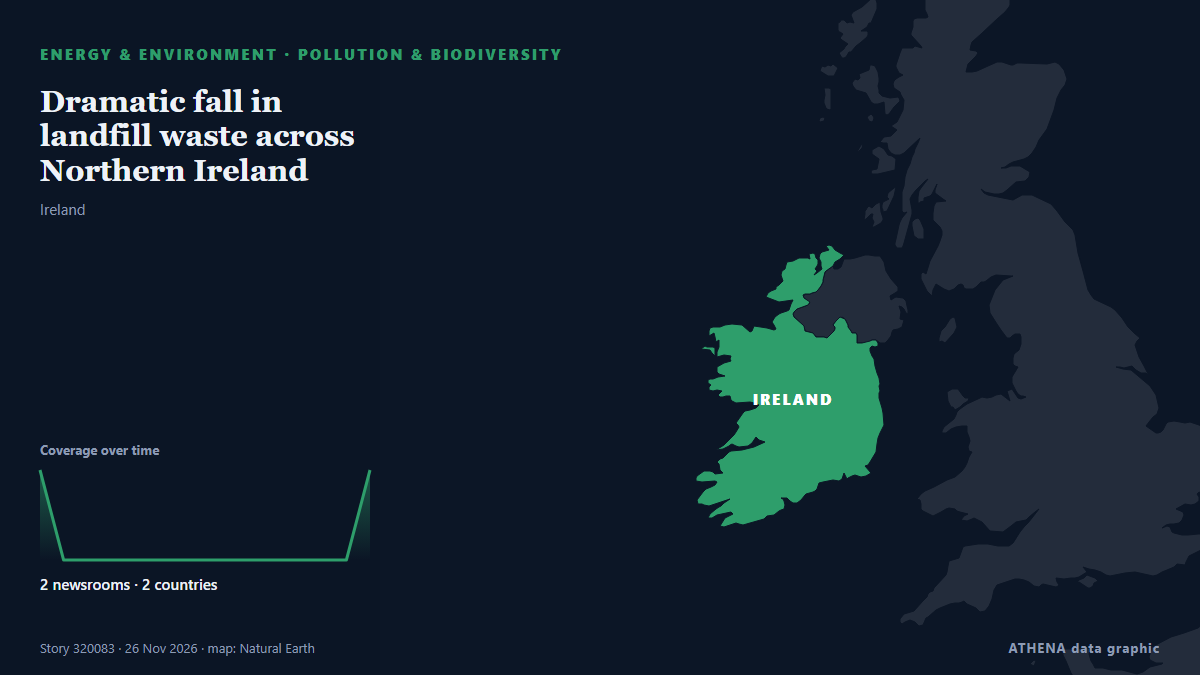 ENERGY & ENVIRONMENT · POLLUTION & BIODIVERSITY
Dramatic fall in
landfill waste across
Northern Ireland
Ireland
IRELAND
Coverage over time
2 newsrooms · 2 countries
Story 320083 · 26 Nov 2026 · map: Natural Earth
ATHENA data graphic